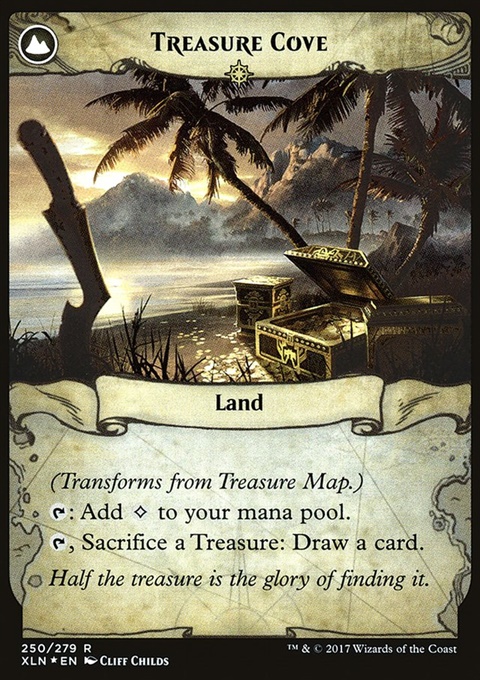 Treasure Cove
Land
(Transforms from Treasure Map.)
: Add to your mana pool.
, Sacrifice a Treasure: Draw a card.
Half the treasure is the glory of finding it.
250/279 R
XLN ★ EN Cliff Childs
™ & © 2017 Wizards of the Coast